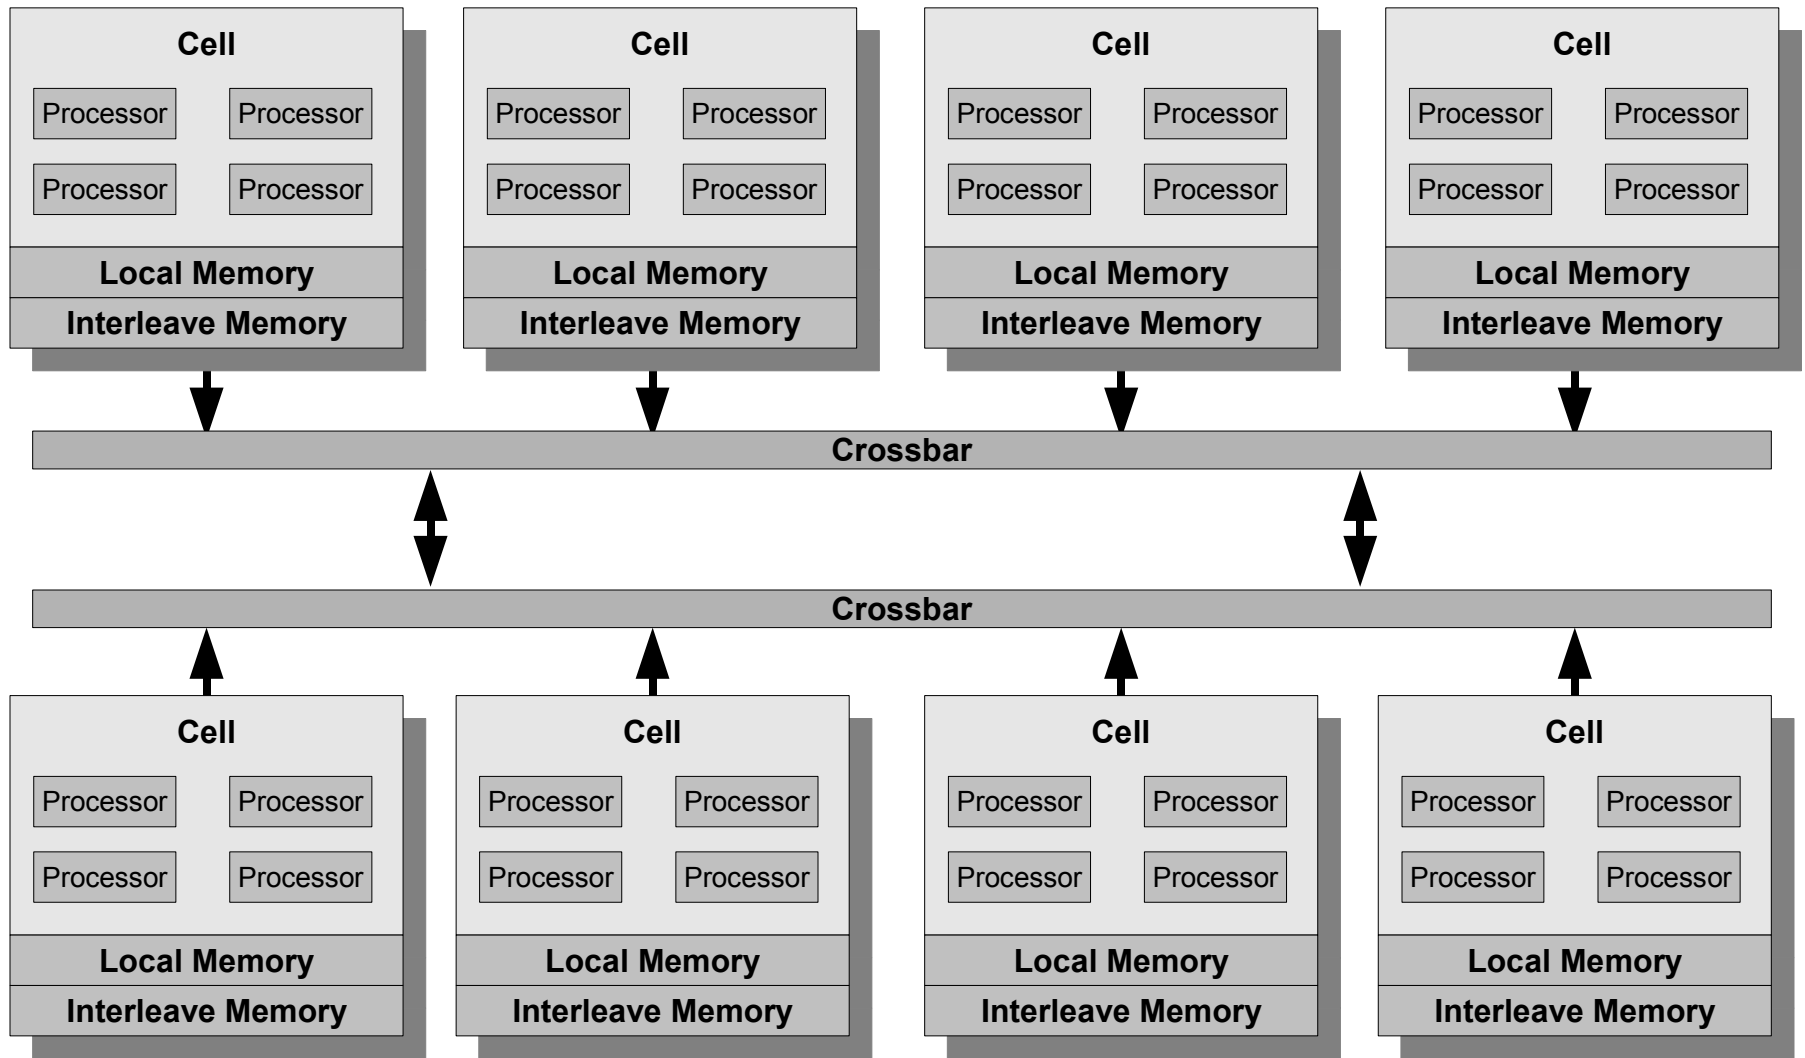 Cell Cell Cell Cell
Processor Processor Processor Processor Processor Processor Processor Processor
Processor Processor Processor Processor Processor Processor Processor Processor
Local Memory Local Memory Local Memory Local Memory
Interleave Memory Interleave Memory Interleave Memory Interleave Memory
Crossbar
Crossbar
Cell Cell Cell Cell
Processor Processor Processor Processor Processor Processor Processor Processor
Processor Processor Processor Processor Processor Processor Processor Processor
Local Memory Local Memory Local Memory Local Memory
Interleave Memory Interleave Memory Interleave Memory Interleave Memory